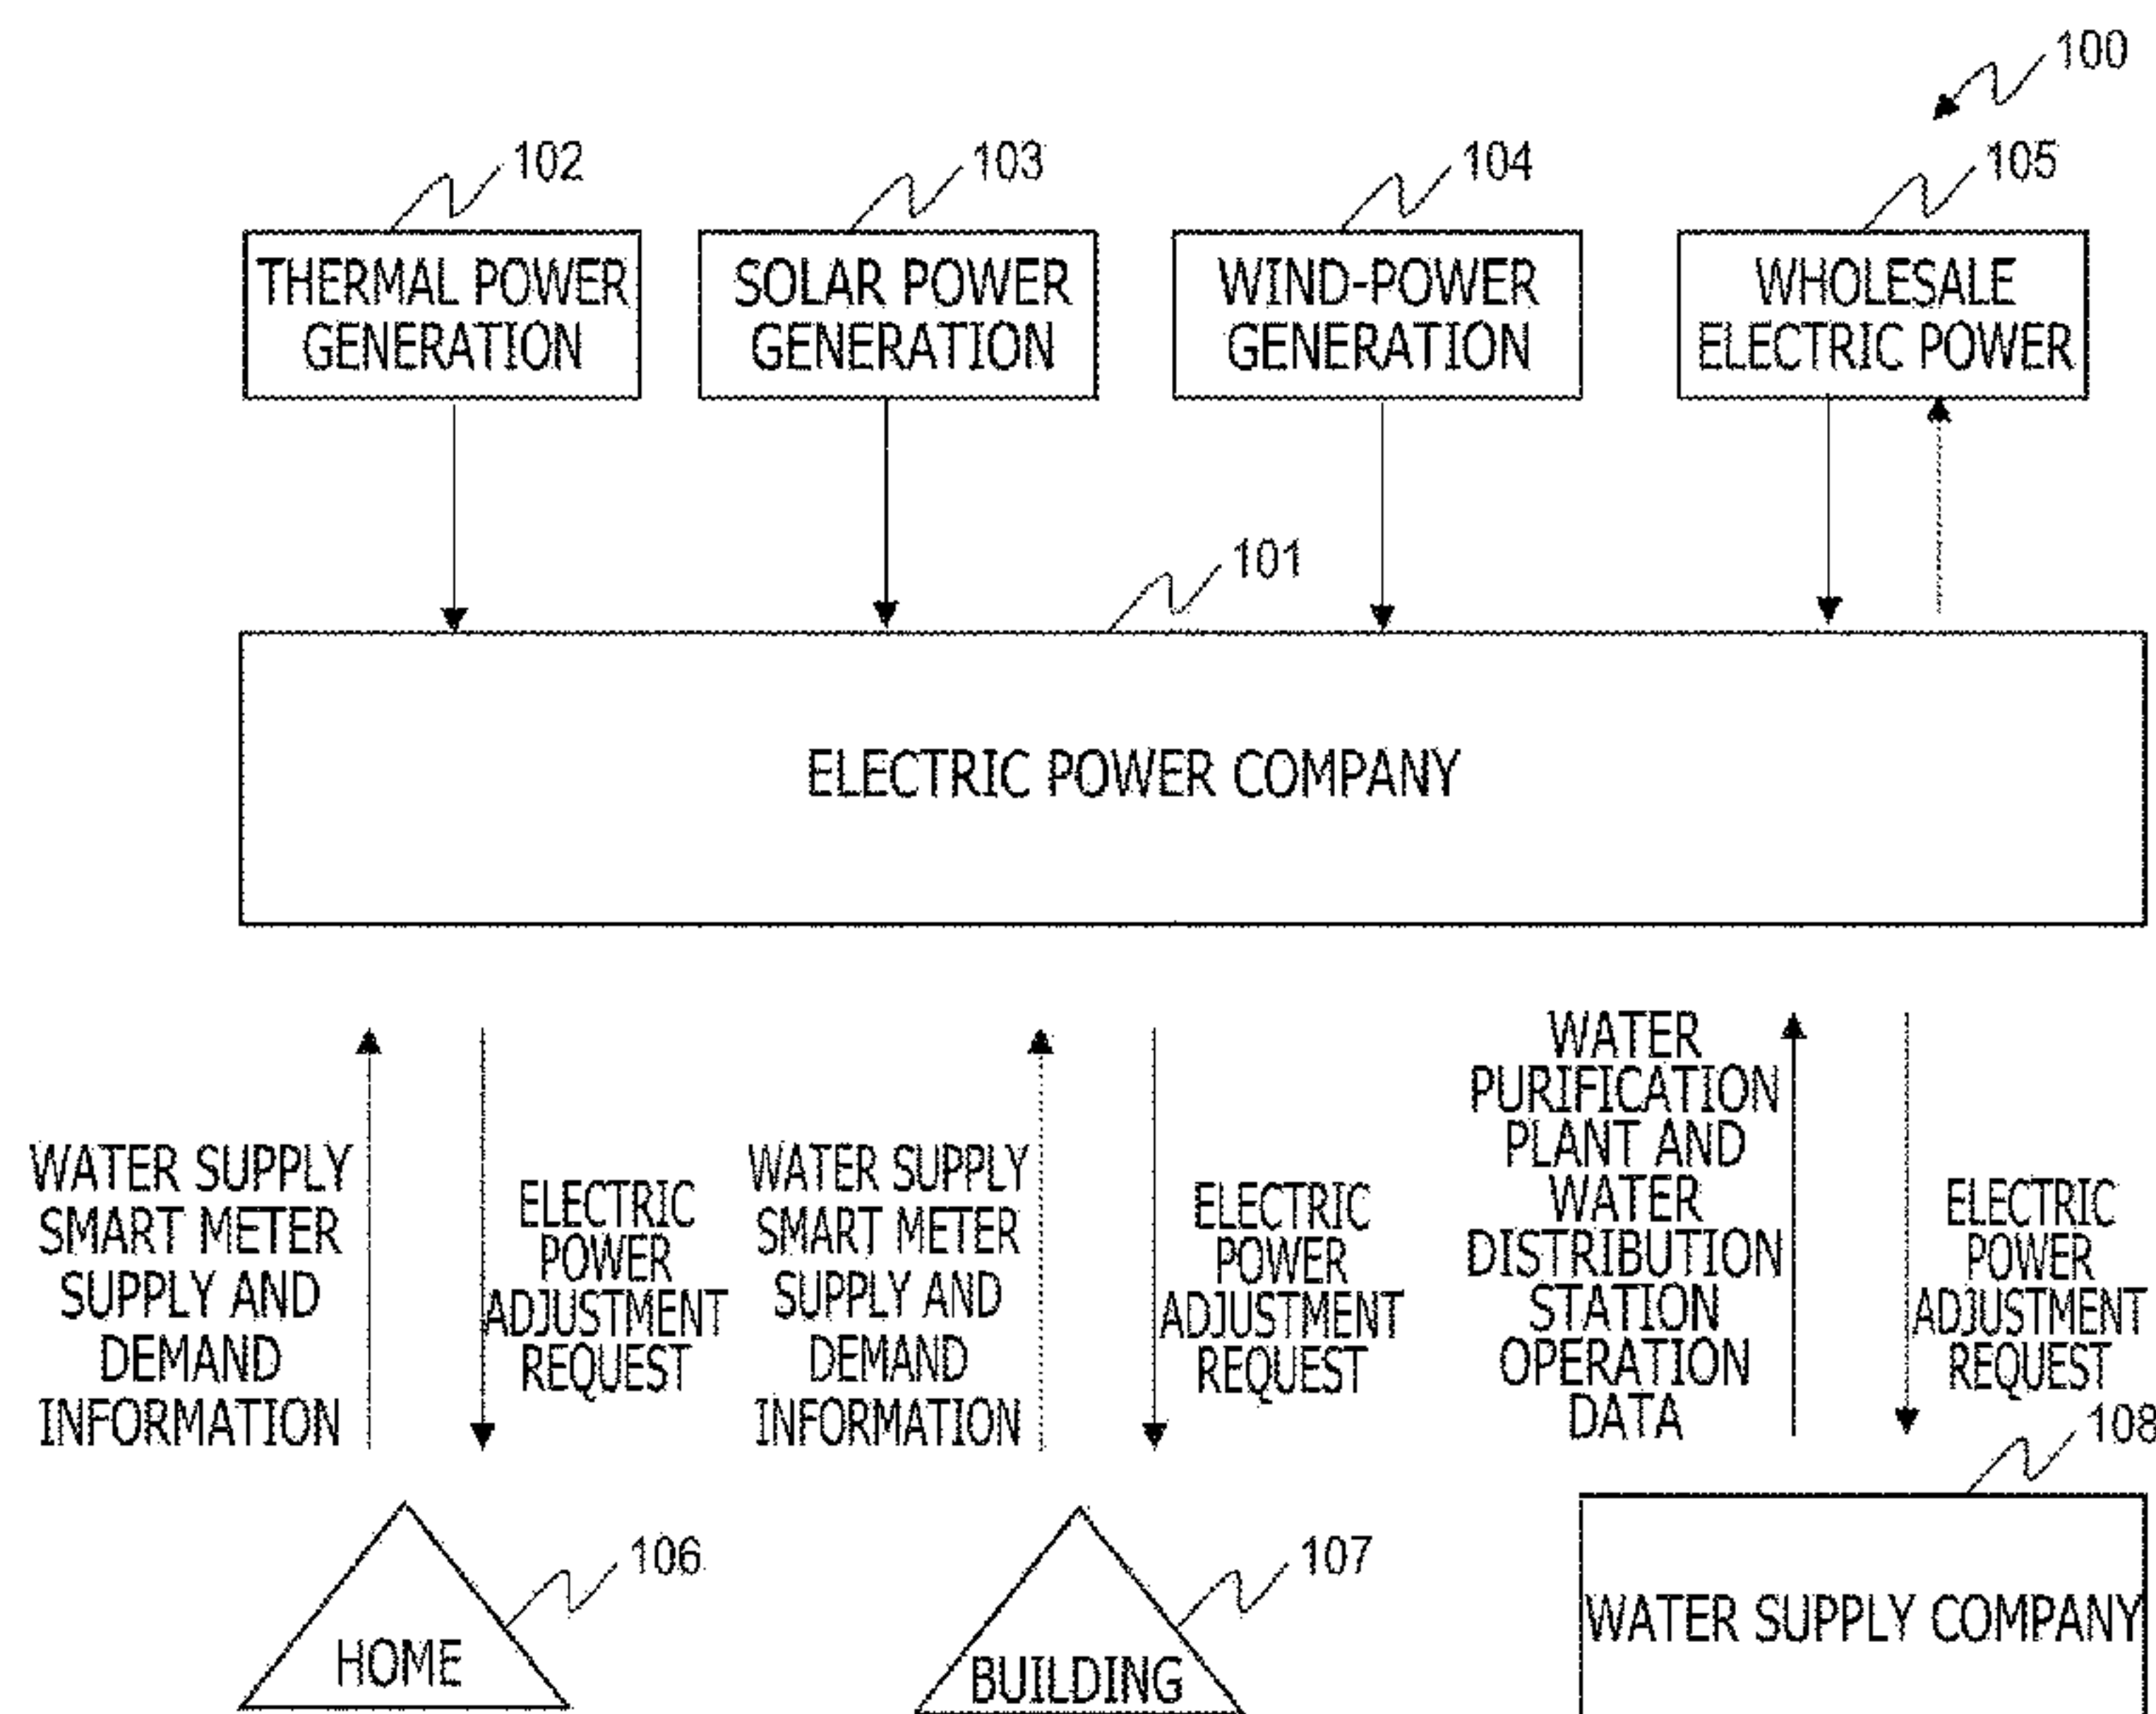 100
102
103
104
105
THERMAL POWER
GENERATION
SOLAR POWER
GENERATION
WIND-POWER
GENERATION
WHOLESALE
ELECTRIC POWER
101
ELECTRIC POWER COMPANY
WATER SUPPLY
SMART METER
SUPPLY AND
DEMAND
INFORMATION
ELECTRIC
POWER
ADJUSTMENT
REQUEST
WATER SUPPLY
SMART METER
SUPPLY AND
DEMAND
INFORMATION
ELECTRIC
POWER
ADJUSTMENT
REQUEST
WATER
PURIFICATION
PLANT AND
WATER
DISTRIBUTION
STATION
OPERATION
DATA
ELECTRIC
POWER
ADJUSTMENT
REQUEST
106
HOME
107
BUILDING
108
WATER SUPPLY COMPANY